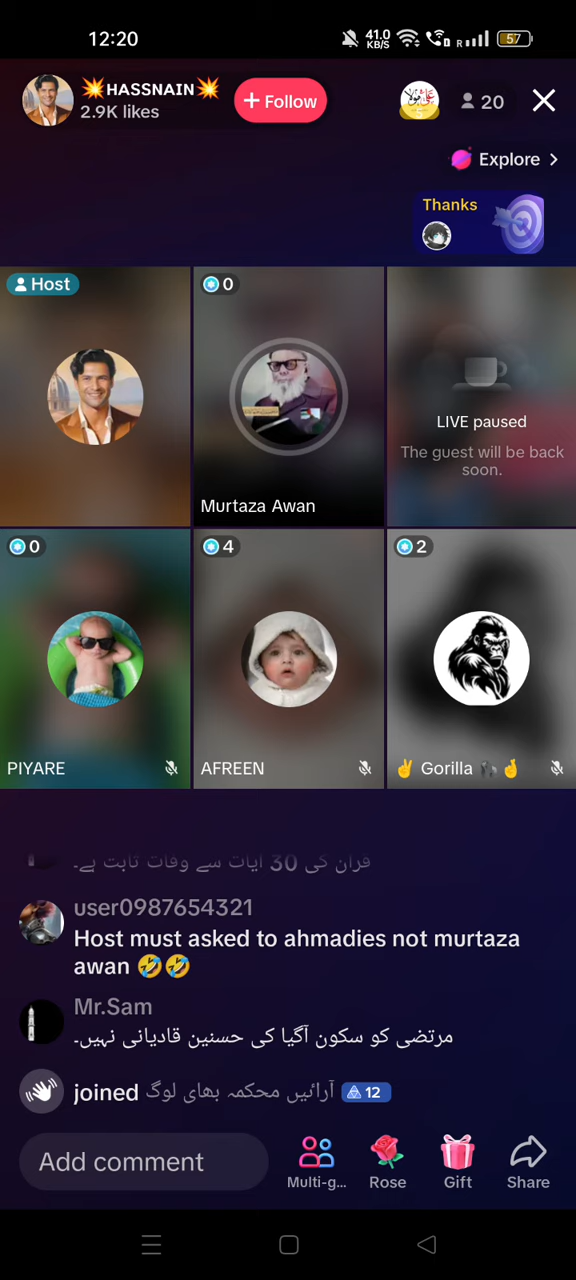 12:20
41.0
KB/S
R
57
💥HASSNAIN💥
2.9K likes
+ Follow
20
Explore >
Thanks
Host
0
LIVE paused
The guest will be back
soon.
Murtaza Awan
0
4
2
PIYARE
AFREEN
✌️ Gorilla 🦍🤞
قرآن کی 30 آیات سے وفات ثابت ہے۔
user0987654321
Host must asked to ahmadies not murtaza
awan 🤣🤣
Mr.Sam
مرتضی کو سکون آگیا کی حسنین قادیانی نہیں۔
joined آرائیں محکمہ بھای لوگ 12
Add comment
Multi-g...
Rose
Gift
Share